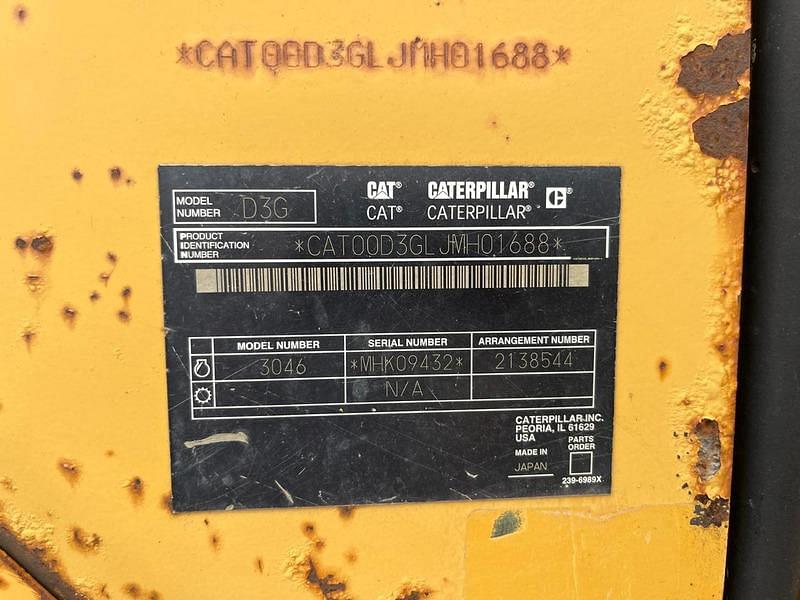 *CAT00D3GLJMH01688*
MODEL NUMBER D3G
CAT® CATERPILLAR® C®
CAT® CATERPILLAR®
PRODUCT IDENTIFICATION NUMBER *CAT00D3GLJMH01688*
MODEL NUMBER SERIAL NUMBER ARRANGEMENT NUMBER
3046 *MHK09432* 2138544
N/A
CATERPILLAR INC.
PEORIA, IL 61629
USA
PARTS ORDER
MADE IN
JAPAN
239-6989X